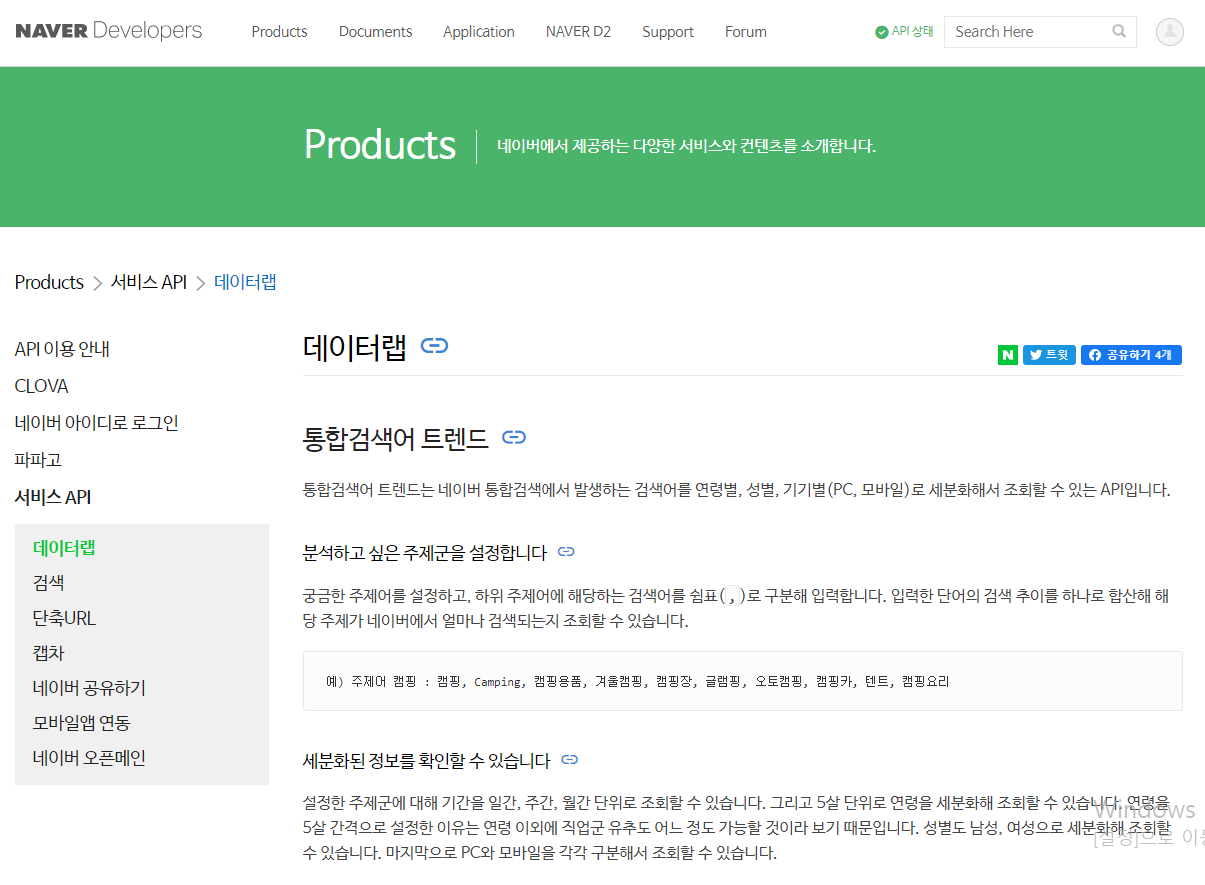 NAVER Developers
Products
Documents
Application
NAVER D2
Support
Forum
API 상태
Search Here
Products
네이버에서 제공하는 다양한 서비스와 컨텐츠를 소개합니다.
Products > 서비스 API > 데이터랩
API 이용 안내
CLOVA
네이버 아이디로 로그인
파파고
서비스 API
데이터랩
검색
단축URL
캡차
네이버 공유하기
모바일앱 연동
네이버 오픈메인
데이터랩
N
트윗
공유하기 4개
통합검색어 트렌드
통합검색어 트렌드는 네이버 통합검색에서 발생하는 검색어를 연령별, 성별, 기기별(PC, 모바일)로 세분화해서 조회할 수 있는 API입니다.
분석하고 싶은 주제군을 설정합니다
궁금한 주제어를 설정하고, 하위 주제어에 해당하는 검색어를 쉼표(,)로 구분해 입력합니다. 입력한 단어의 검색 추이를 하나로 합산해 해
당 주제가 네이버에서 얼마나 검색되는지 조회할 수 있습니다.
예) 주제어 캠핑 : 캠핑, Camping, 캠핑용품, 겨울캠핑, 캠핑장, 글램핑, 오토캠핑, 캠핑카, 텐트, 캠핑요리
세분화된 정보를 확인할 수 있습니다
설정한 주제군에 대해 기간을 일간, 주간, 월간 단위로 조회할 수 있습니다. 그리고 5살 단위로 연령을 세분화해 조회할 수 있습니다. 연령을
5살 간격으로 설정한 이유는 연령 이외에 직업군 유추도 어느 정도 가능할 것이라 보기 때문입니다. 성별도 남성, 여성으로 세분화해 조회할
수 있습니다. 마지막으로 PC와 모바일을 각각 구분해서 조회할 수 있습니다.
Windows
[설정]으로